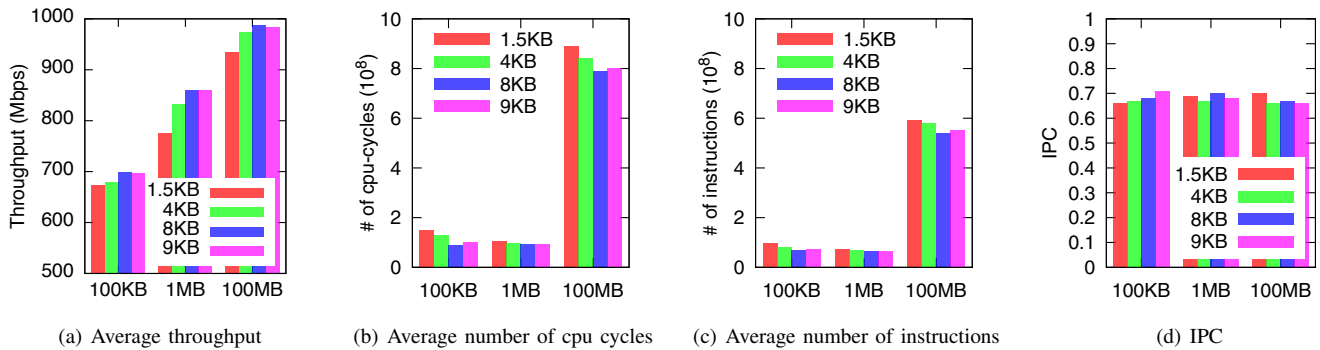 Throughput (Mbps)
1000
900
800
700
600
500
1.5KB
4KB
8KB
9KB
100KB 1MB 100MB
(a) Average throughput
# of cpu-cycles (10^8)
10
8
6
4
2
0
1.5KB
4KB
8KB
9KB
100KB 1MB 100MB
(b) Average number of cpu cycles
# of instructions (10^8)
10
8
6
4
2
0
1.5KB
4KB
8KB
9KB
100KB 1MB 100MB
(c) Average number of instructions
IPC
1
0.9
0.8
0.7
0.6
0.5
0.4
0.3
0.2
0.1
0
1.5KB
4KB
8KB
9KB
100KB 1MB 100MB
(d) IPC